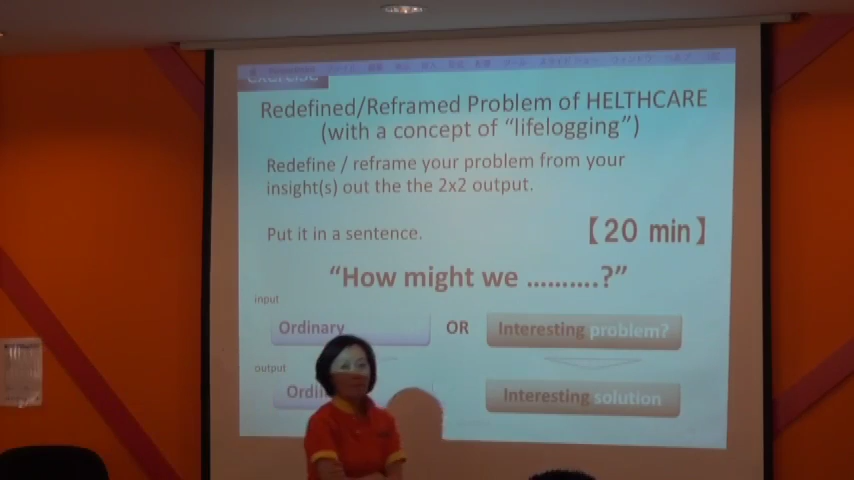 exercise
Redefined/Reframed Problem of HELTHCARE
(with a concept of “lifelogging”)
Redefine / reframe your problem from your
insight(s) out the the 2x2 output.
Put it in a sentence.
【20 min】
“How might we ..........?”
input
Ordinary
OR
Interesting problem?
output
Interesting solution